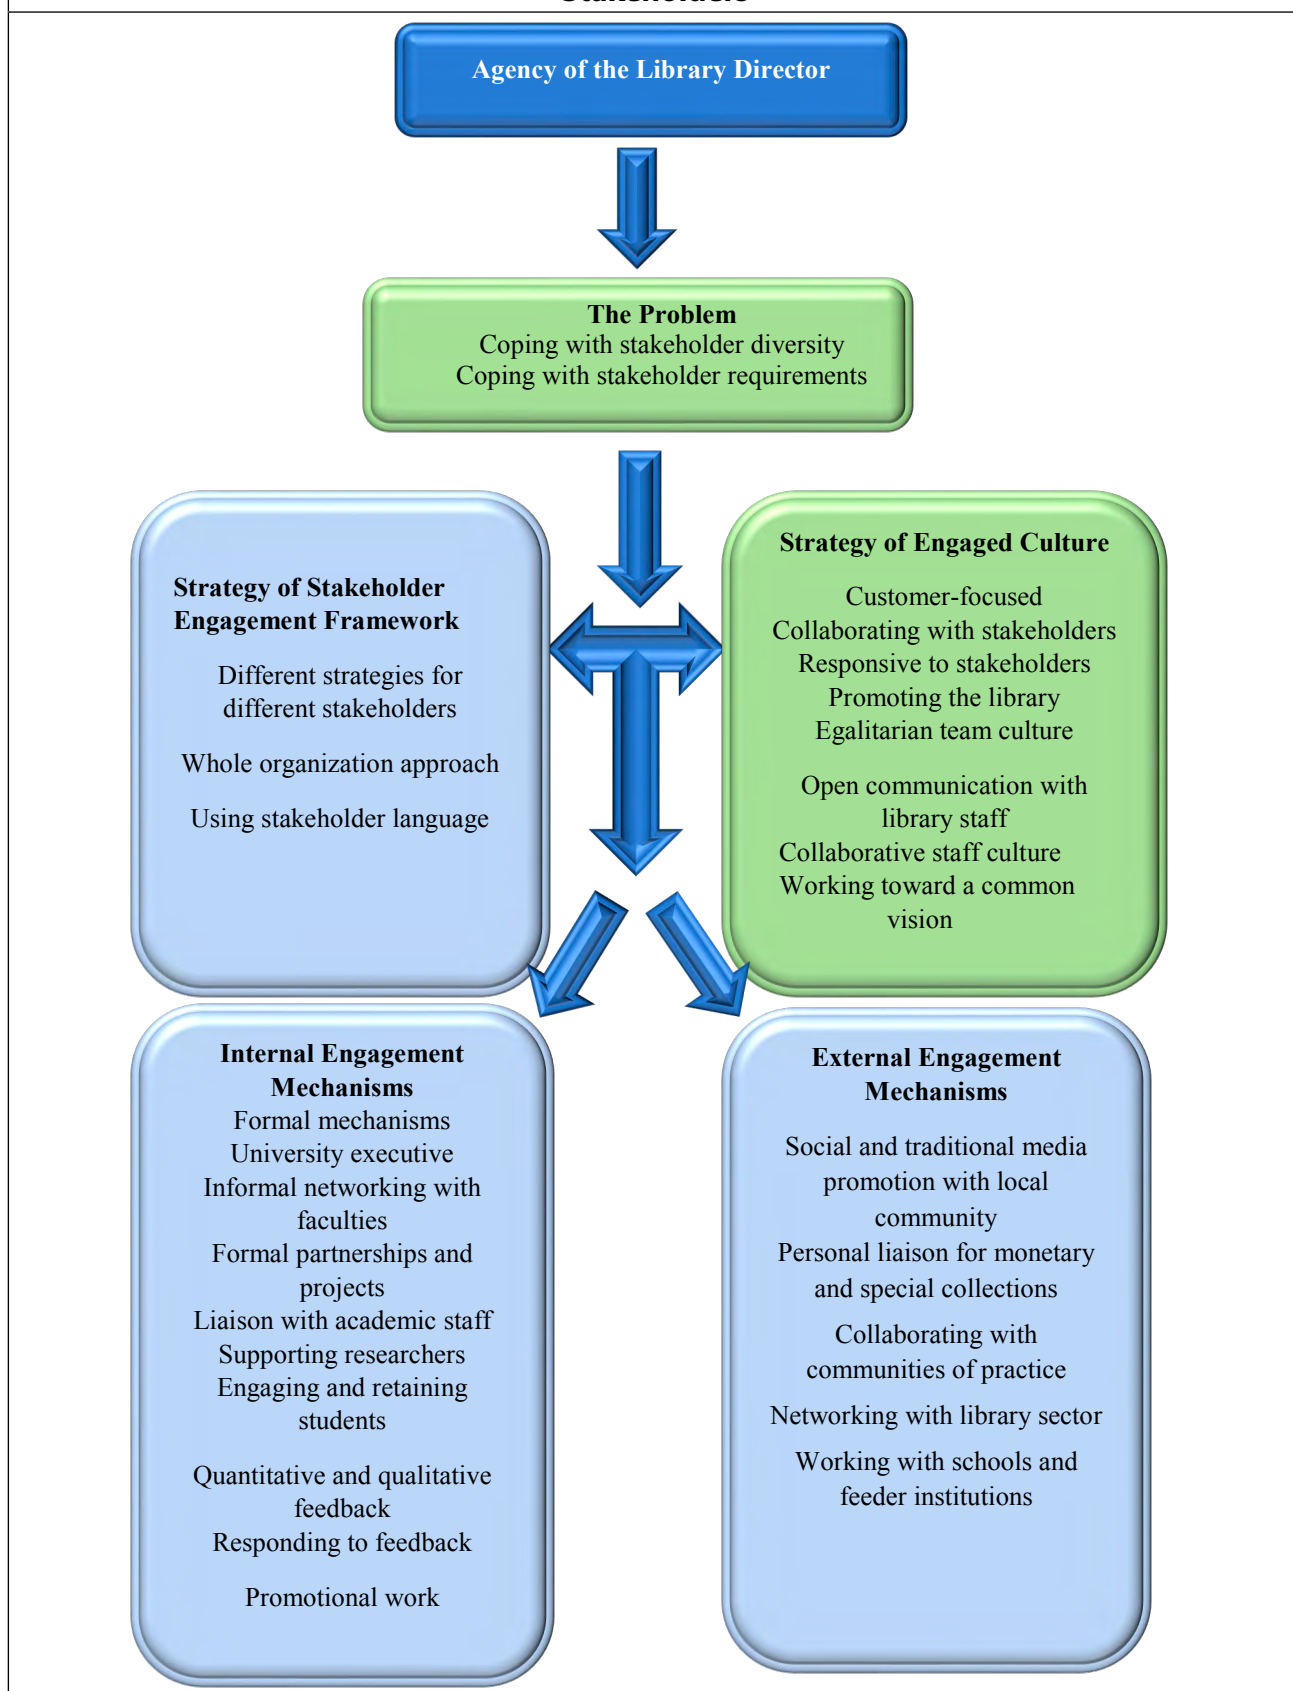 Agency of the Library Director
The Problem
Coping with stakeholder diversity
Coping with stakeholder requirements
Strategy of Stakeholder
Engagement Framework
Different strategies for
different stakeholders
Whole organization approach
Using stakeholder language
Strategy of Engaged Culture
Customer-focused
Collaborating with stakeholders
Responsive to stakeholders
Promoting the library
Egalitarian team culture
Open communication with
library staff
Collaborative staff culture
Working toward a common
vision
Internal Engagement
Mechanisms
Formal mechanisms
University executive
Informal networking with
faculties
Formal partnerships and
projects
Liaison with academic staff
Supporting researchers
Engaging and retaining
students
Quantitative and qualitative
feedback
Responding to feedback
Promotional work
External Engagement
Mechanisms
Social and traditional media
promotion with local
community
Personal liaison for monetary
and special collections
Collaborating with
communities of practice
Networking with library sector
Working with schools and
feeder institutions